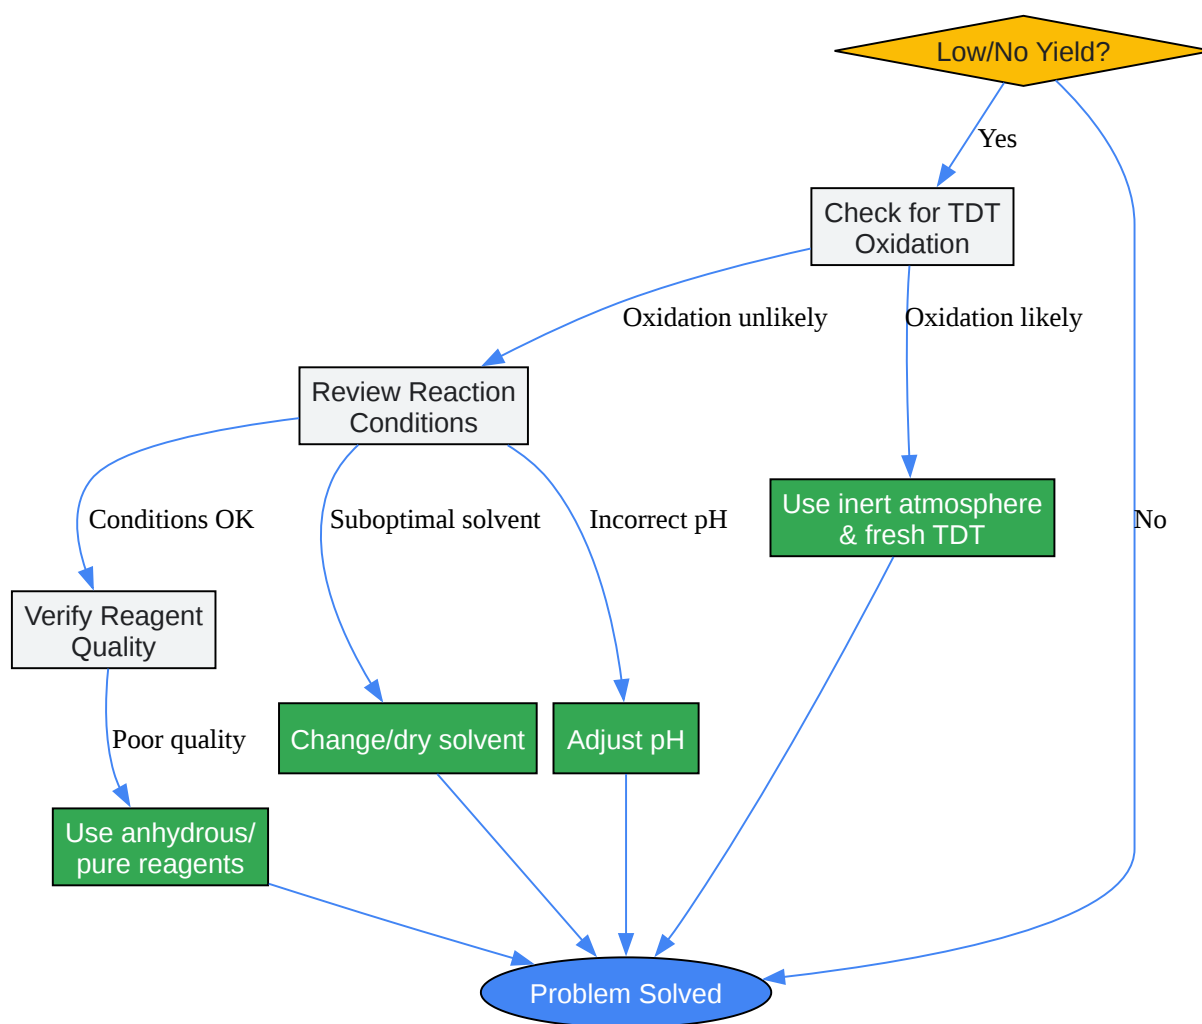 Low/No Yield?
Yes
Check for TDT
Oxidation
Oxidation unlikely
Oxidation likely
Review Reaction
Conditions
Conditions OK
Suboptimal solvent
Incorrect pH
Use inert atmosphere
& fresh TDT
No
Verify Reagent
Quality
Poor quality
Change/dry solvent
Adjust pH
Use anhydrous/
pure reagents
Problem Solved